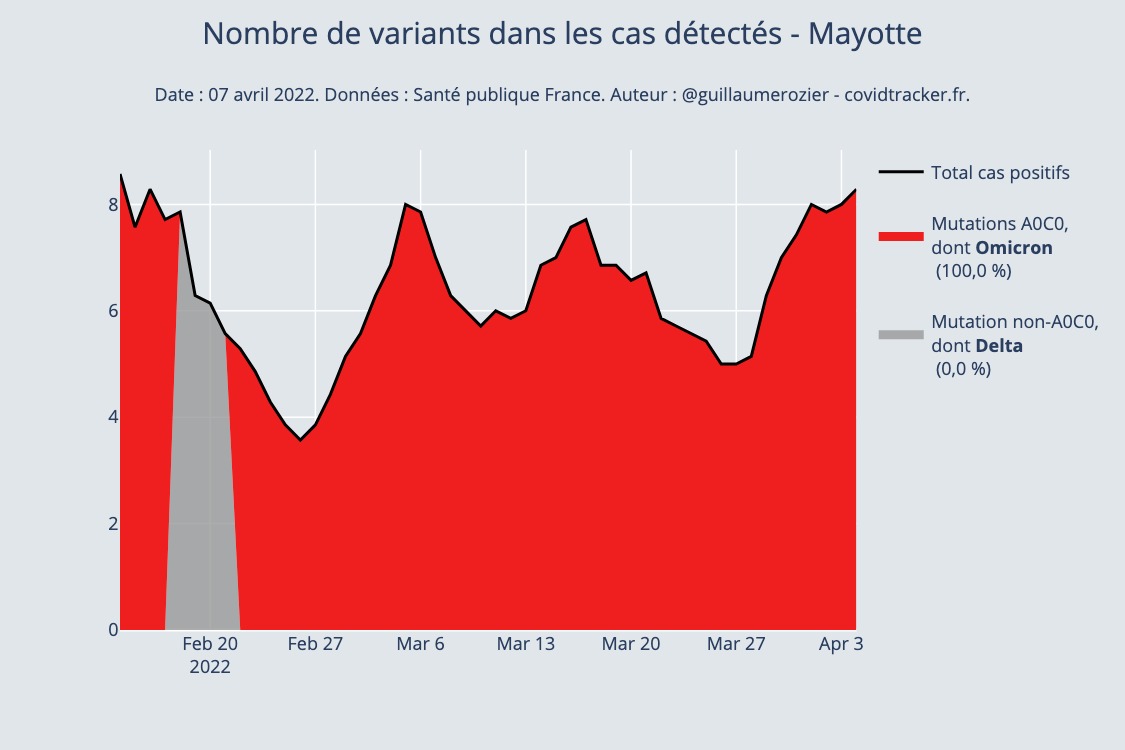 Nombre de variants dans les cas détectés - Mayotte
Date : 07 avril 2022. Données : Santé publique France. Auteur : @guillaumerozier - covidtracker.fr.
Total cas positifs
Mutations A0C0,
dont Omicron
(100,0 %)
Mutation non-A0C0,
dont Delta
(0,0 %)
8
6
4
2
0
Feb 20 Feb 27 Mar 6 Mar 13 Mar 20 Mar 27 Apr 3
2022